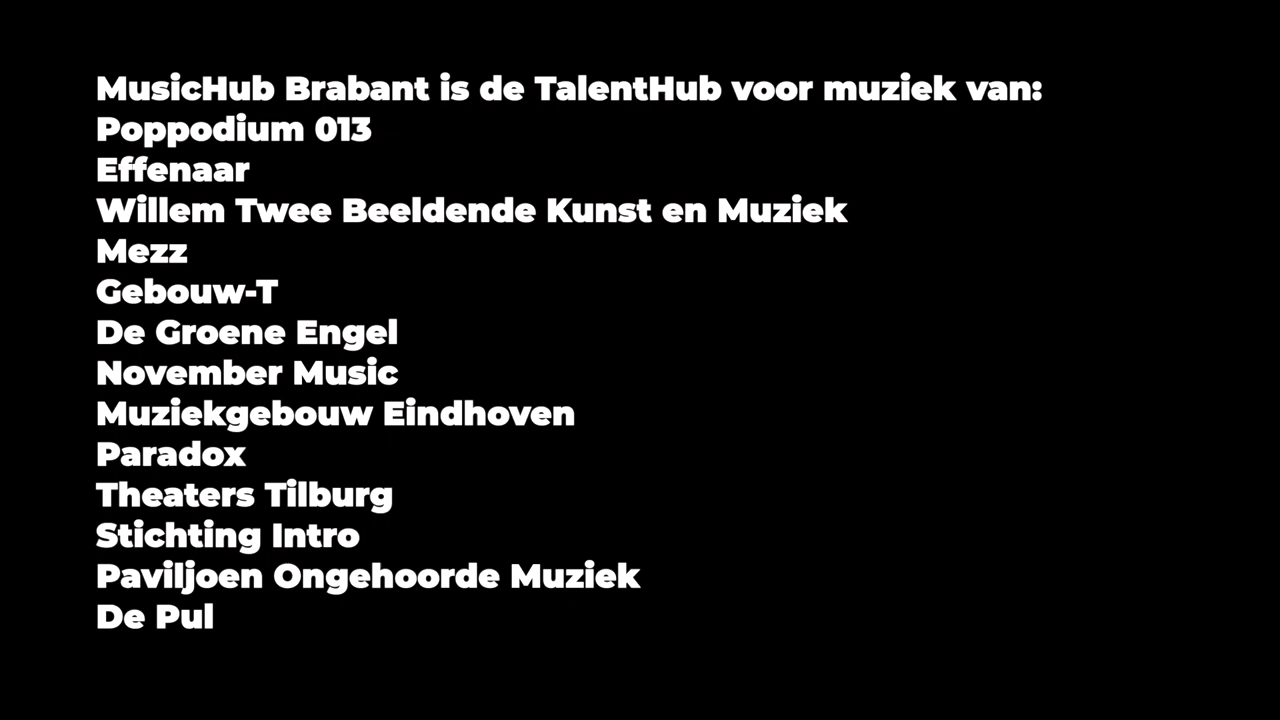 MusicHub Brabant is de TalentHub voor muziek van:
Poppodium 013
Effenaar
Willem Twee Beeldende Kunst en Muziek
Mezz
Gebouw-T
De Groene Engel
November Music
Muziekgebouw Eindhoven
Paradox
Theaters Tilburg
Stichting Intro
Paviljoen Ongehoorde Muziek
De Pul